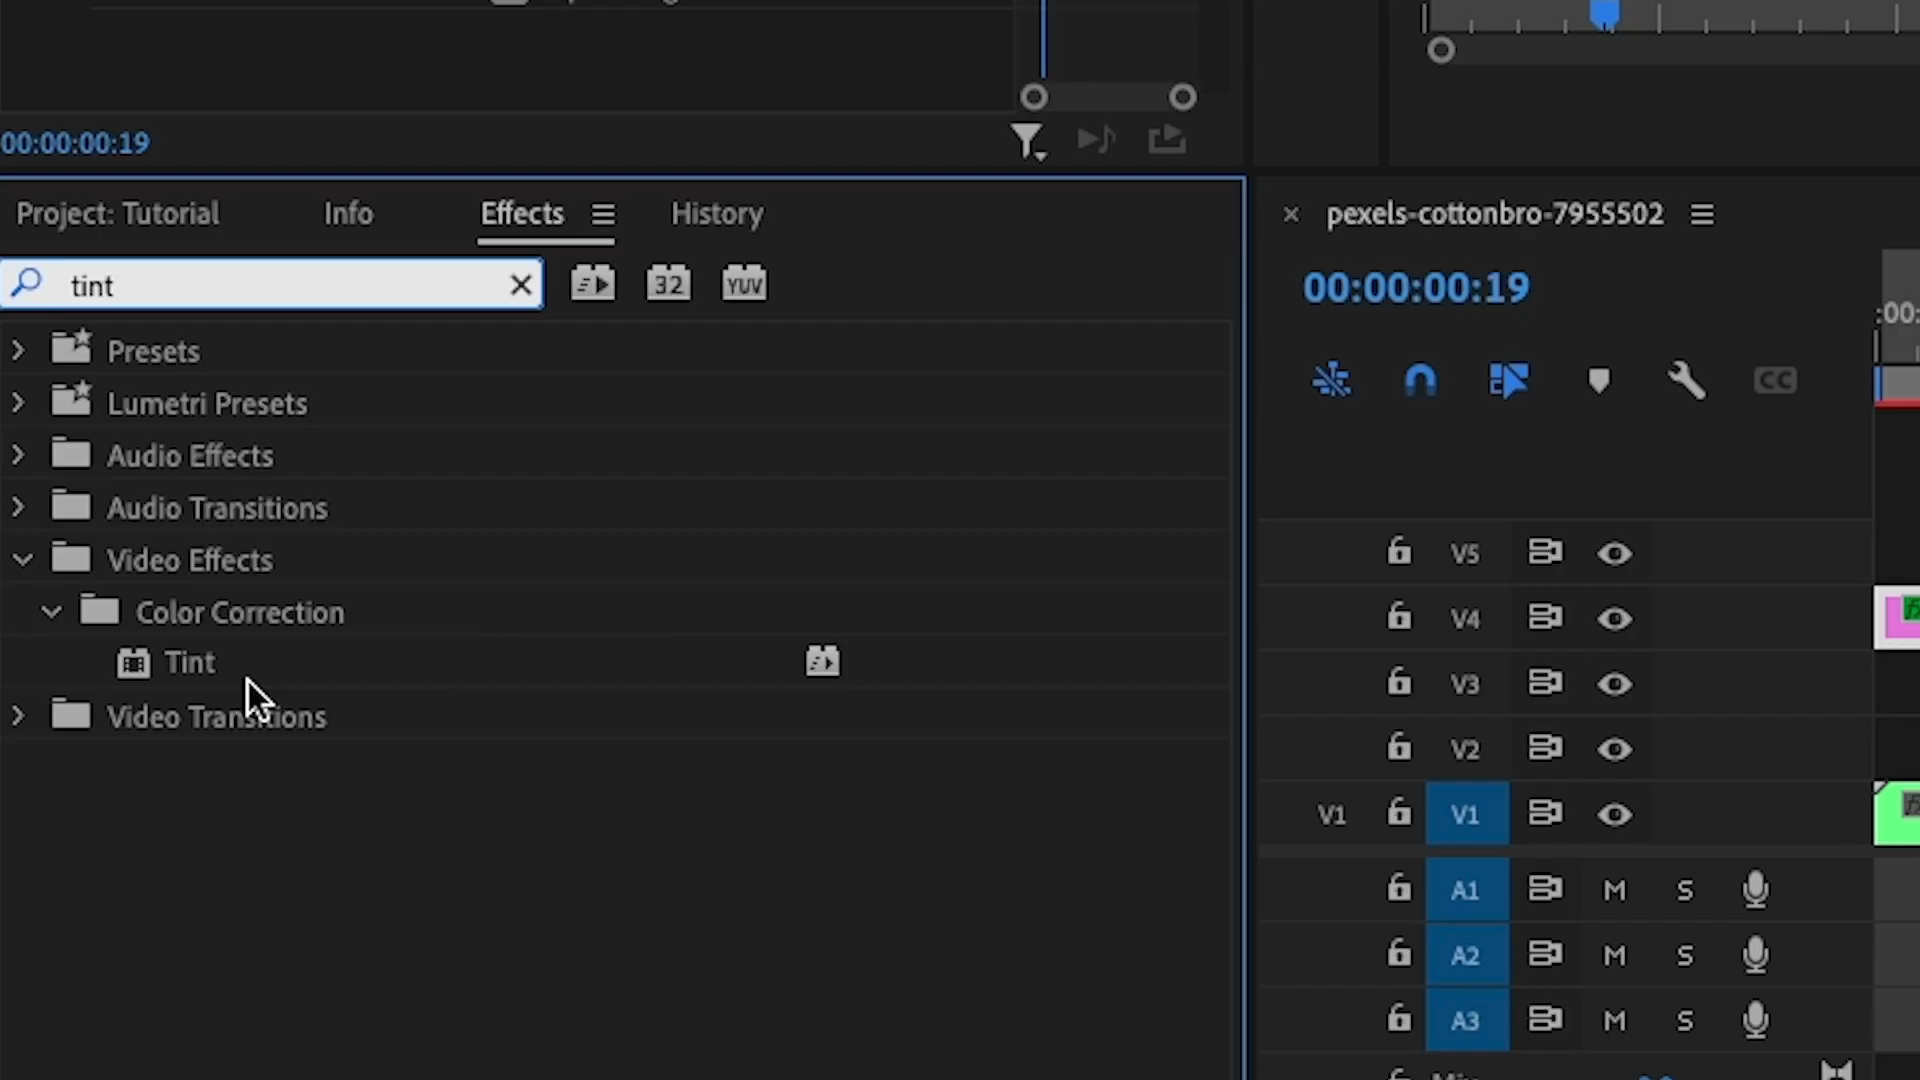 00:00:00:19
Project: Tutorial
Info
Effects
History
tint
32
YUV
Presets
Lumetri Presets
Audio Effects
Audio Transitions
Video Effects
Color Correction
Tint
Video Transitions
pexels-cottonbro-7955502
00:00:00:19
:00:
CC
V5
V4
V3
V2
V1 V1
A1 M S
A2 M S
A3 M S